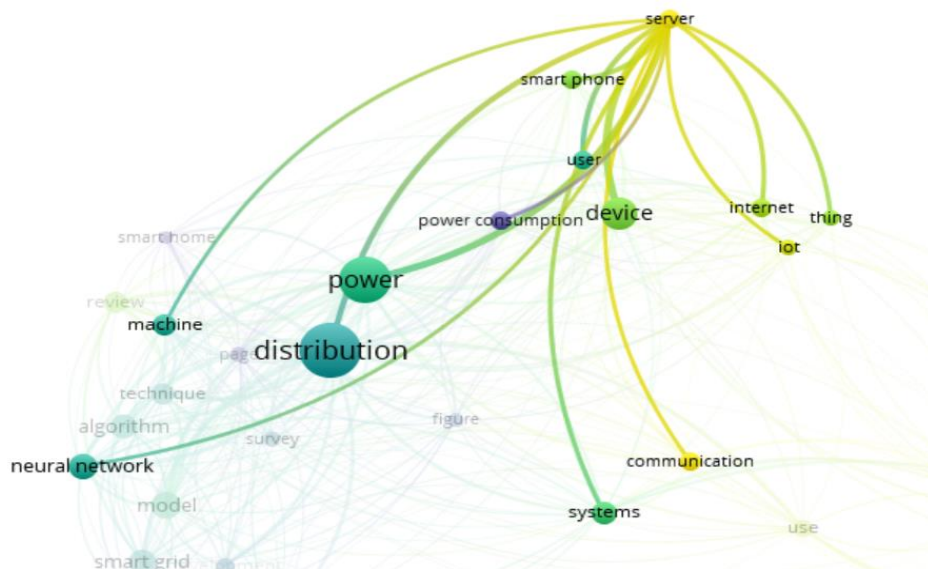 server
smart phone
user
power consumption
device
internet
thing
smart home
iot
power
review
machine
distribution
page
technique
figure
algorithm
survey
communication
neural network
model
systems
use
smart grid